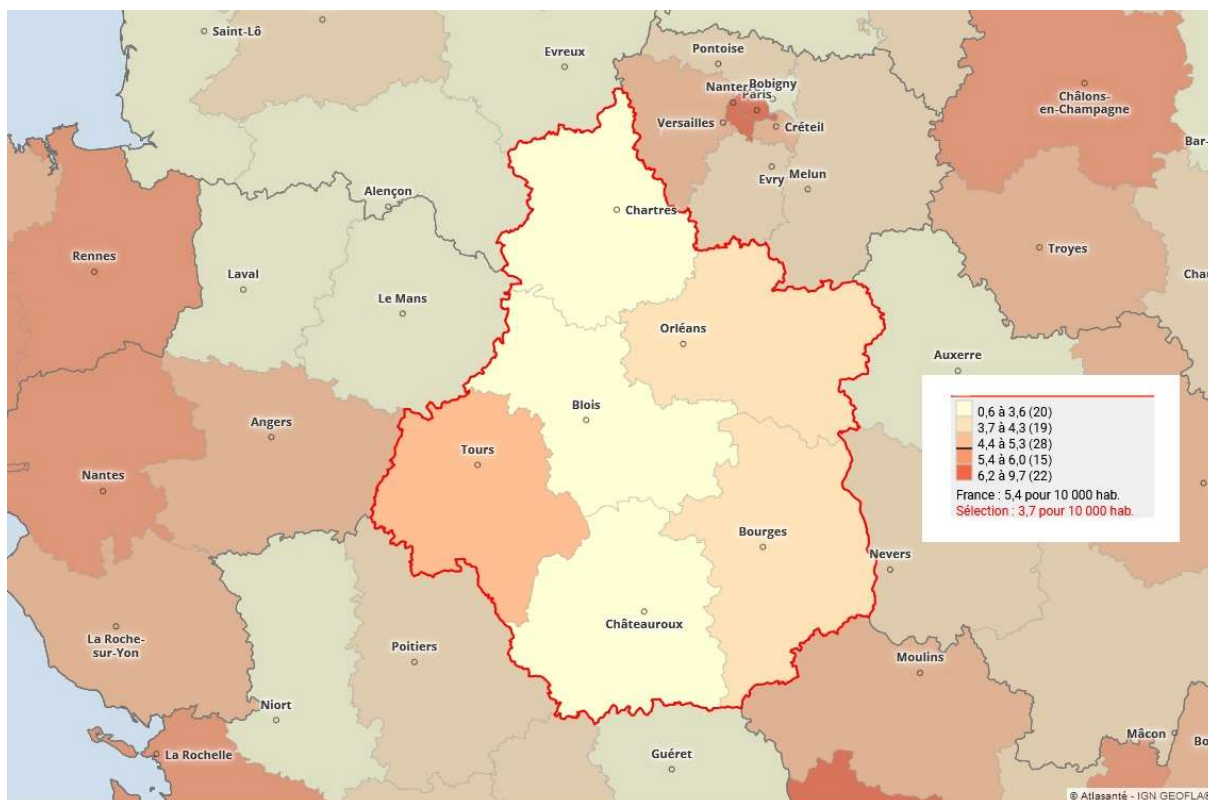 Saint-Lô
Evreux
Pontoise
Bobigny
Paris
Versailles
Créteil
Châlons-
en-Champagne
Evry
Melun
Alençon
Chartres
Rennes
Laval
Le Mans
Troyes
Orléans
Auxerre
Blois
Angers
Tours
Nantes
Bourges
Nevers
La Roche-
sur-Yon
Poitiers
Châteauroux
Moulins
Niort
La Rochelle
Guéret
Mâcon
0,6 à 3,6 (20)
3,7 à 4,3 (19)
4,4 à 5,3 (28)
5,4 à 6,0 (15)
6,2 à 9,7 (22)
France : 5,4 pour 10 000 hab.
Sélection : 3,7 pour 10 000 hab.
© Atlasanté - IGN GEOFLA®